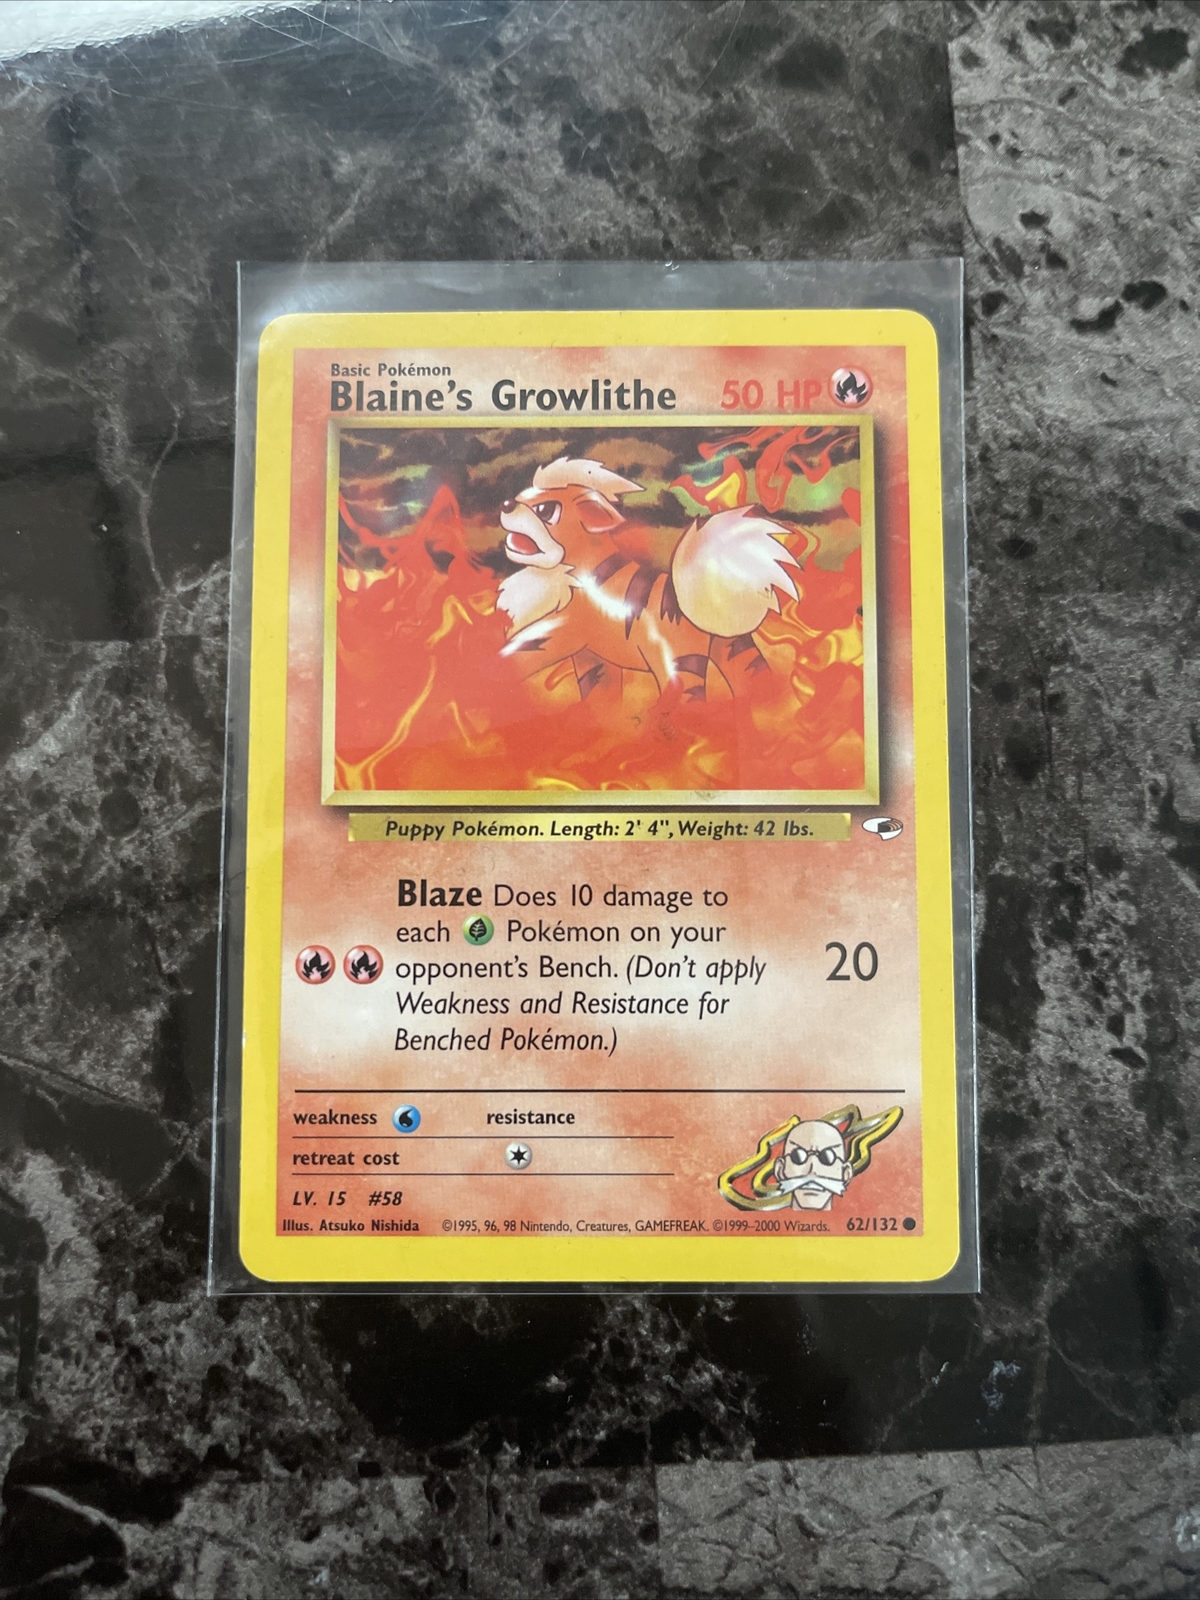 Basic Pokémon
Blaine's Growlithe 50 HP
Puppy Pokémon. Length: 2' 4", Weight: 42 lbs.
Blaze Does 10 damage to
each Pokémon on your
opponent's Bench. (Don't apply 20
Weakness and Resistance for
Benched Pokémon.)
weakness resistance
retreat cost
LV. 15 #58
Illus. Atsuko Nishida ©1995, 96, 98 Nintendo, Creatures, GAMEFREAK. ©1999–2000 Wizards. 62/132